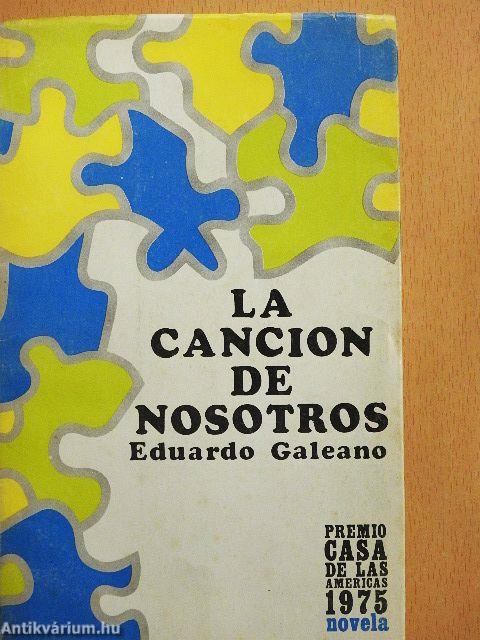 LA
CANCION
DE
NOSOTROS
Eduardo Galeano
PREMIO
CASA
DE LAS
AMERICAS
1975
novela
Antikvárium.hu